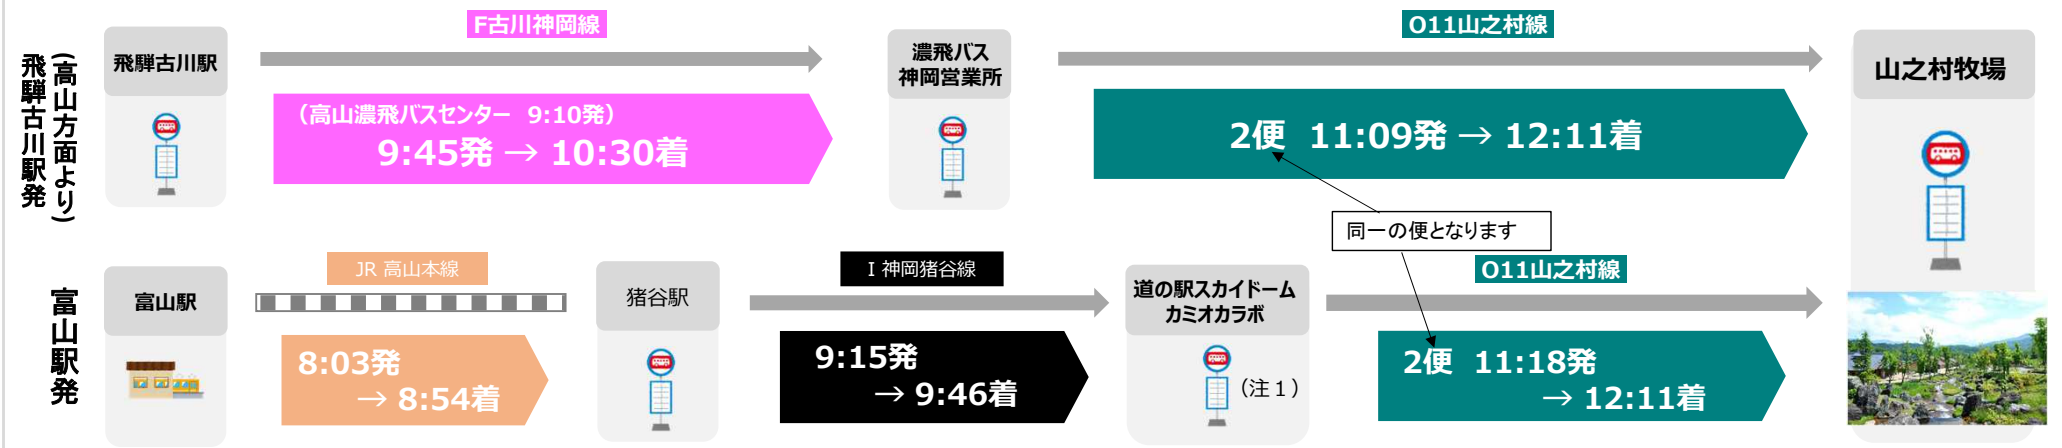 飛騨古川駅発
(高山方面より)
飛騨古川駅
F古川神岡線
(高山濃飛バスセンター 9:10発)
9:45発 → 10:30着
濃飛バス
神岡営業所
O11山之村線
2便 11:09発 → 12:11着
山之村牧場
同一の便となります
富山駅発
富山駅
JR 高山本線
8:03発
→ 8:54着
猪谷駅
I 神岡猪谷線
9:15発
→ 9:46着
道の駅スカイドーム
カミオカラボ
(注1)
O11山之村線
2便 11:18発
→ 12:11着